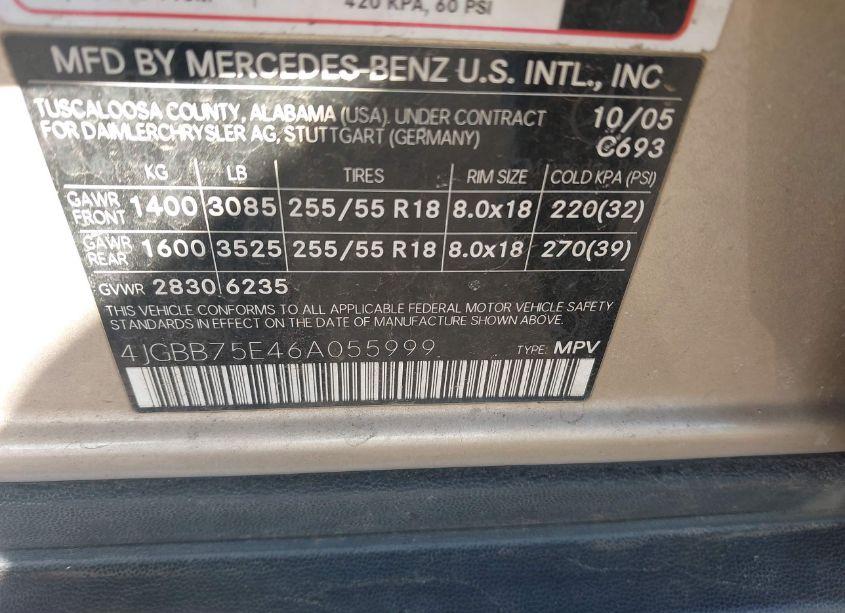 420 KPA, 60 PSI
MFD BY MERCEDES-BENZ U.S. INTL., INC
TUSCALOOSA COUNTY, ALABAMA (USA). UNDER CONTRACT 10/05
FOR DAIMLERCHRYSLER AG, STUTTGART (GERMANY) C693
KG LB TIRES RIM SIZE COLD KPA (PSI)
GAWR FRONT 1400 3085 255/55 R18 8.0x18 220(32)
GAWR REAR 1600 3525 255/55 R18 8.0x18 270(39)
GVWR 2830 6235
THIS VEHICLE CONFORMS TO ALL APPLICABLE FEDERAL MOTOR VEHICLE SAFETY
STANDARDS IN EFFECT ON THE DATE OF MANUFACTURE SHOWN ABOVE.
4JGBB75E46A055999 TYPE: MPV